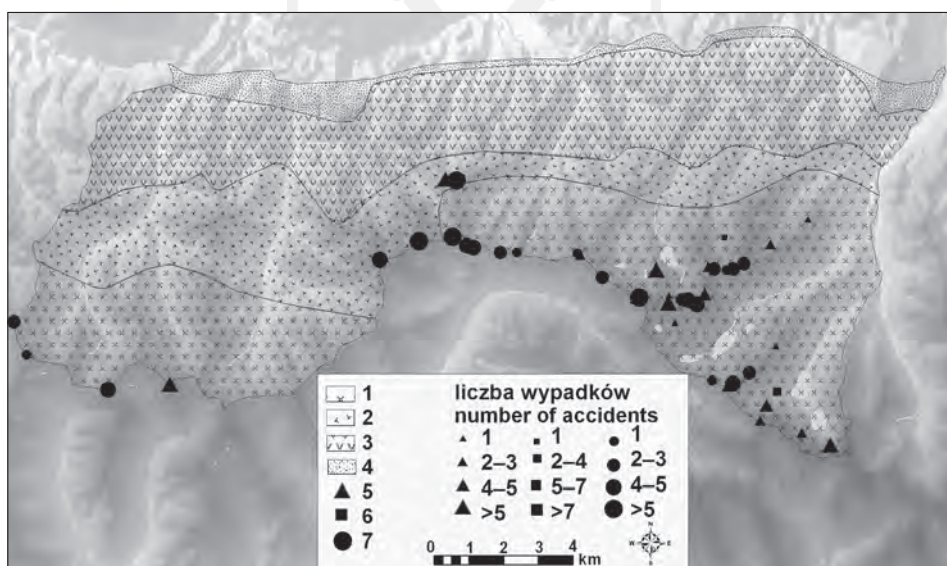 1
2
3
4
5
6
7
liczba wypadków
number of accidents
1 1 1
2–3 2–4 2–3
4–5 5–7 4–5
>5 >7 >5
0 1 2 3 4
km
N
W E
S